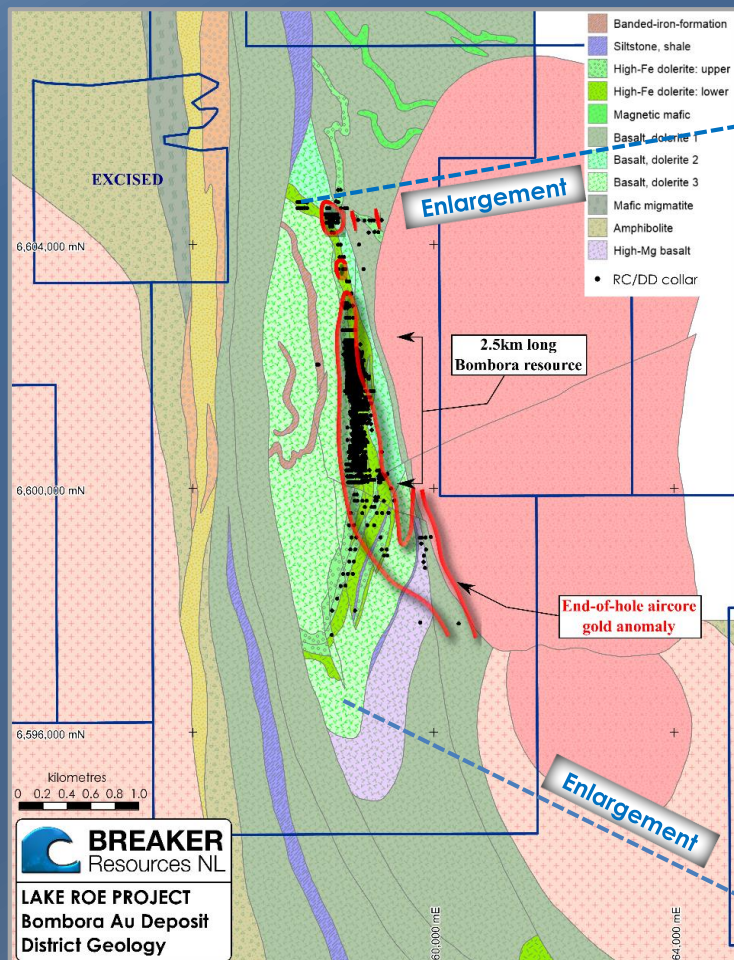 Banded-iron-formation
Siltstone, shale
High-Fe dolerite: upper
High-Fe dolerite: lower
Magnetic mafic
Basalt, dolerite 1
Basalt, dolerite 2
Basalt, dolerite 3
Mafic migmatite
Amphibolite
High-Mg basalt
RC/DD collar
EXCISED
Enlargement
6,604,000 mN
2.5km long
Bombora resource
6,600,000 mN
End-of-hole aircore
gold anomaly
6,596,000 mN
Enlargement
kilometres
0 0.2 0.4 0.6 0.8 1.0
BREAKER
Resources NL
LAKE ROE PROJECT
Bombora Au Deposit
District Geology
60,000 mE
64,000 mE